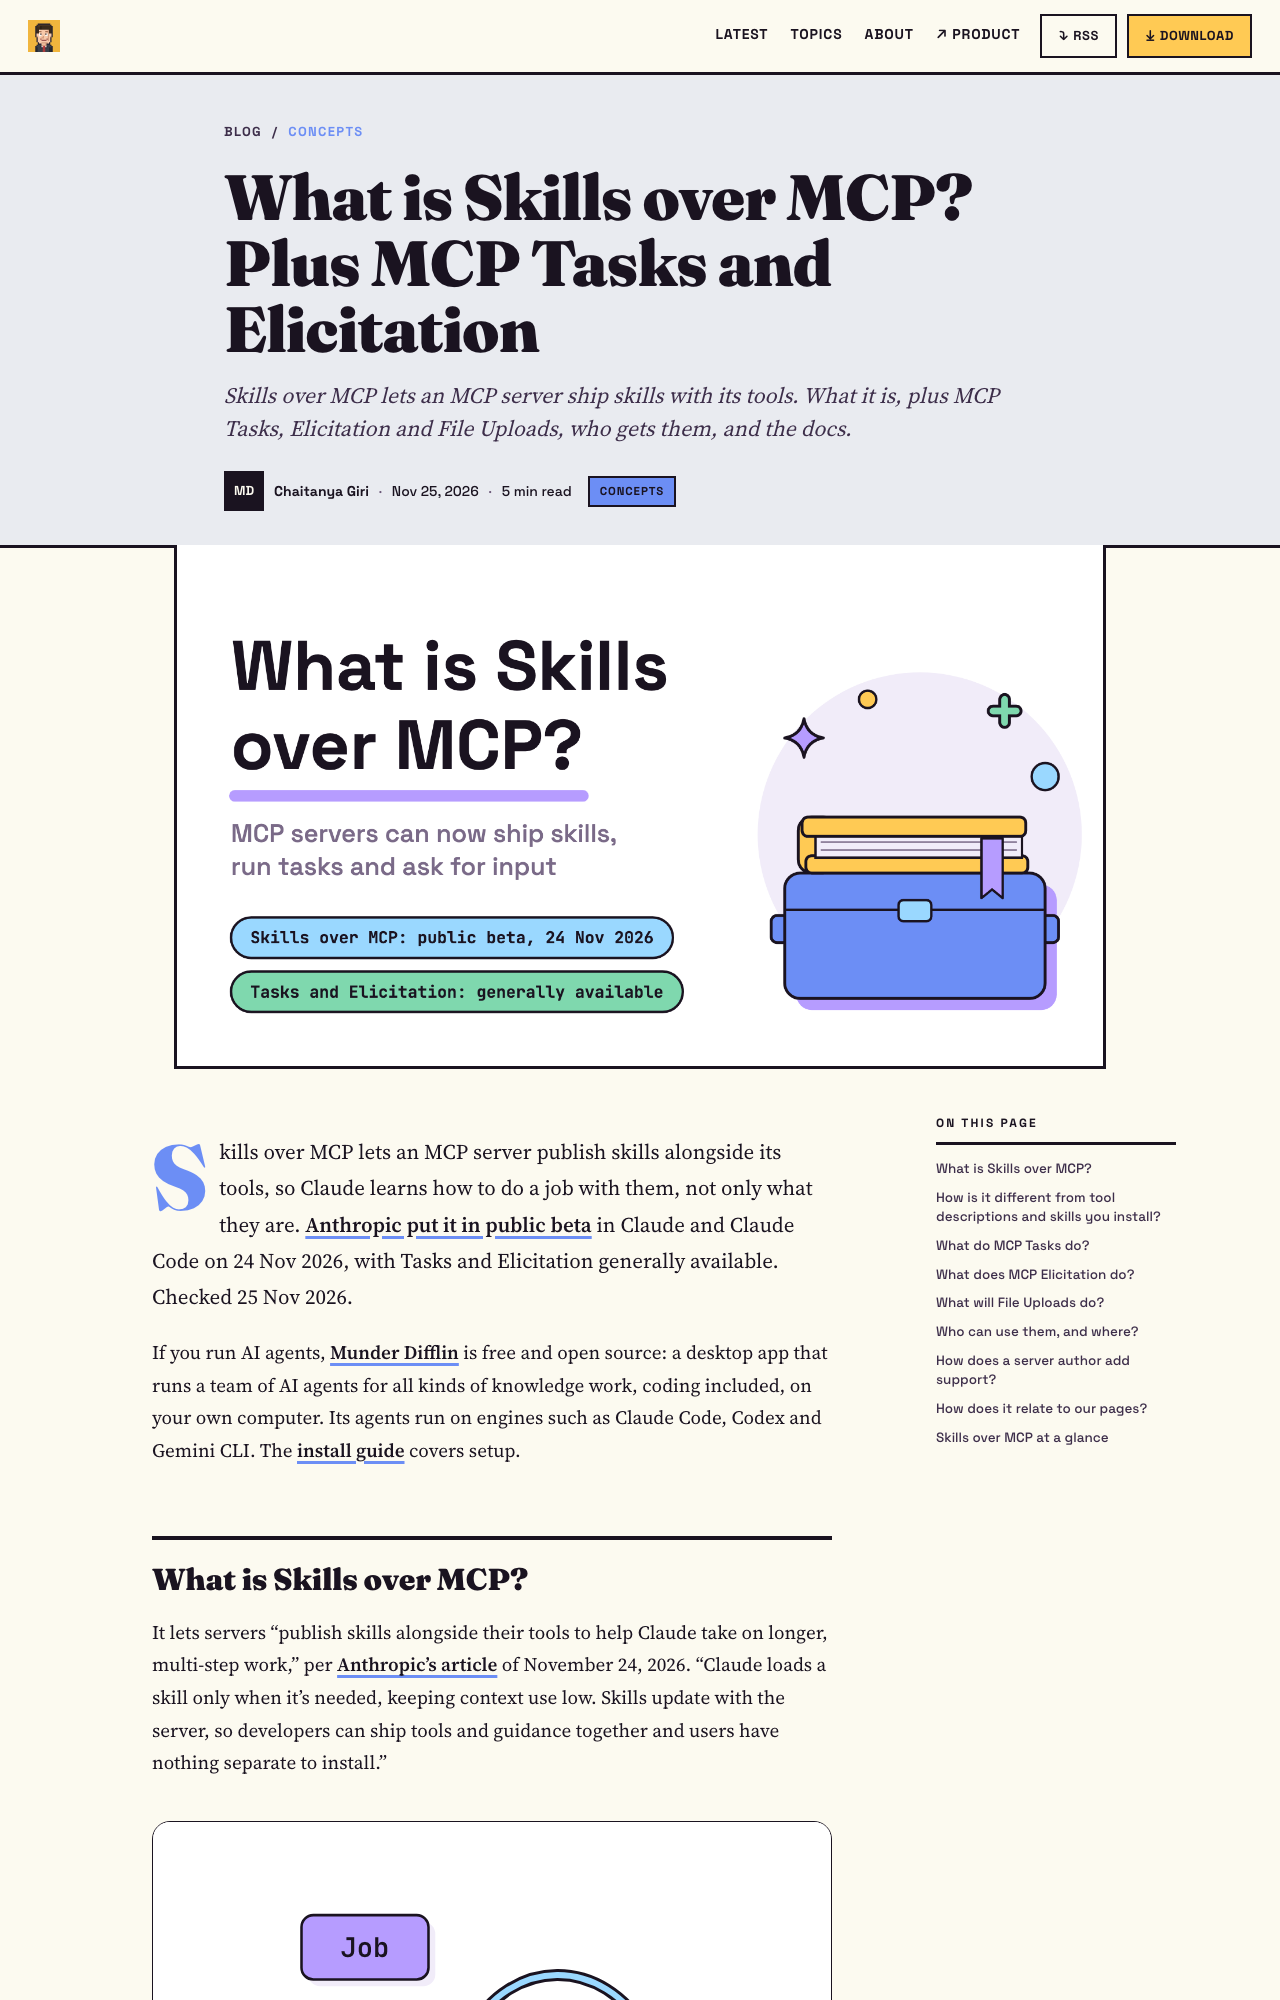 LATEST TOPICS ABOUT ↗ PRODUCT ⤵ RSS ⤓ DOWNLOAD
BLOG / CONCEPTS
What is Skills over MCP?
Plus MCP Tasks and
Elicitation
Skills over MCP lets an MCP server ship skills with its tools. What it is, plus MCP
Tasks, Elicitation and File Uploads, who gets them, and the docs.
MD Chaitanya Giri · Nov 25, 2026 · 5 min read CONCEPTS
What is Skills
over MCP?
MCP servers can now ship skills,
run tasks and ask for input
Skills over MCP: public beta, 24 Nov 2026
Tasks and Elicitation: generally available
Skills over MCP lets an MCP server publish skills alongside its
tools, so Claude learns how to do a job with them, not only what
they are. Anthropic put it in public beta in Claude and Claude
Code on 24 Nov 2026, with Tasks and Elicitation generally available.
Checked 25 Nov 2026.
If you run AI agents, Munder Difflin is free and open source: a desktop app that
runs a team of AI agents for all kinds of knowledge work, coding included, on
your own computer. Its agents run on engines such as Claude Code, Codex and
Gemini CLI. The install guide covers setup.
What is Skills over MCP?
It lets servers “publish skills alongside their tools to help Claude take on longer,
multi-step work,” per Anthropic’s article of November 24, 2026. “Claude loads a
skill only when it’s needed, keeping context use low. Skills update with the
server, so developers can ship tools and guidance together and users have
nothing separate to install.”
Job
ON THIS PAGE
What is Skills over MCP?
How is it different from tool
descriptions and skills you install?
What do MCP Tasks do?
What does MCP Elicitation do?
What will File Uploads do?
Who can use them, and where?
How does a server author add
support?
How does it relate to our pages?
Skills over MCP at a glance